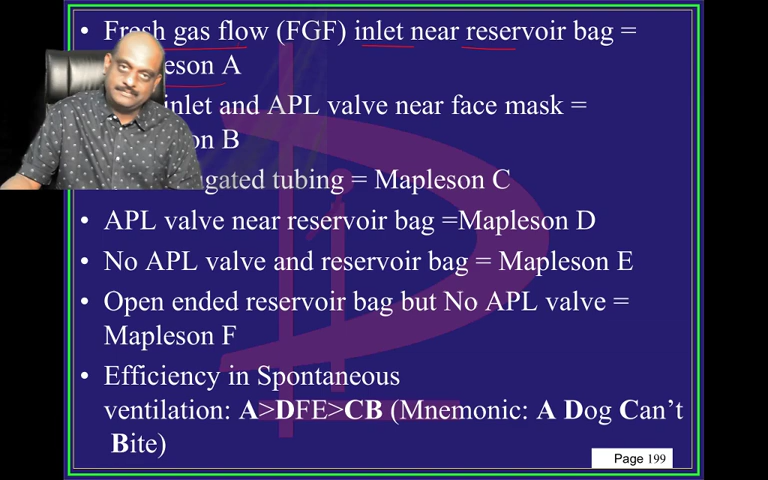 • Fresh gas flow (FGF) inlet near reservoir bag =
eson A
inlet and APL valve near face mask =
on B
gated tubing = Mapleson C
• APL valve near reservoir bag =Mapleson D
• No APL valve and reservoir bag = Mapleson E
• Open ended reservoir bag but No APL valve =
Mapleson F
• Efficiency in Spontaneous
ventilation: A>DFE>CB (Mnemonic: A Dog Can't
Bite)
Page 199